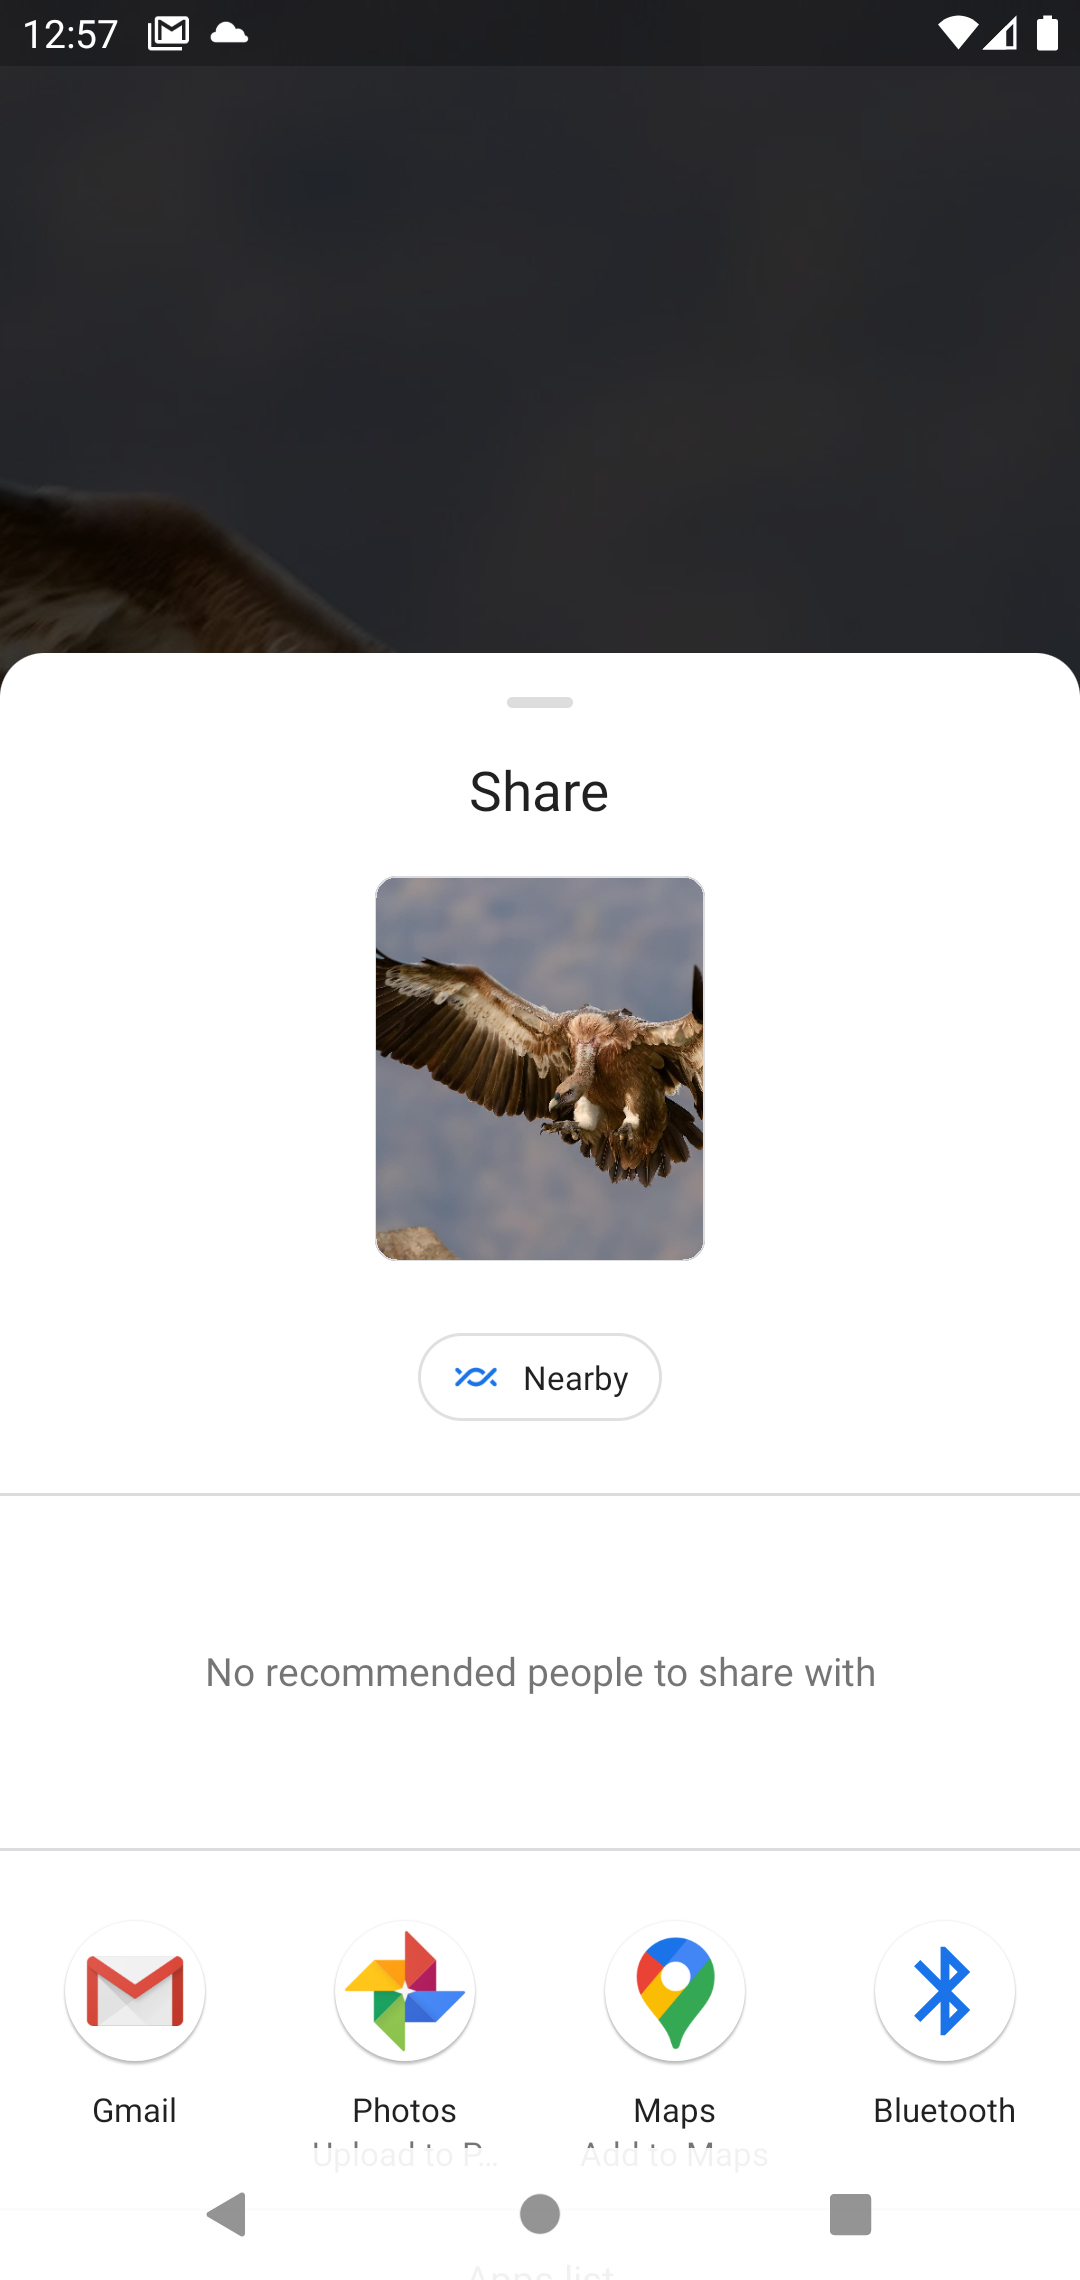 12:57
Share
Nearby
No recommended people to share with
Gmail
Photos
Maps
Bluetooth
Upload to P...
Add to Maps
Apps list